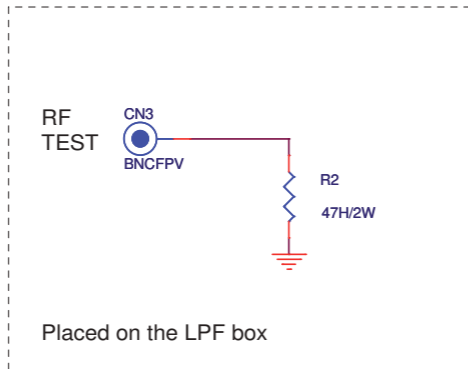 RF
TEST
CN3
BNCFPV
R2
47H/2W
Placed on the LPF box